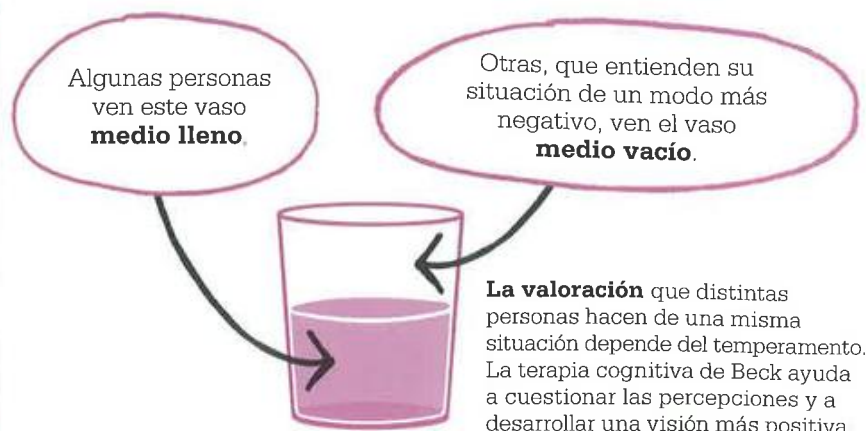 Algunas personas
ven este vaso
medio lleno.
Otras, que entienden su
situación de un modo más
negativo, ven el vaso
medio vacío.
La valoración que distintas
personas hacen de una misma
situación depende del temperamento.
La terapia cognitiva de Beck ayuda
a cuestionar las percepciones y a
desarrollar una visión más positiva.